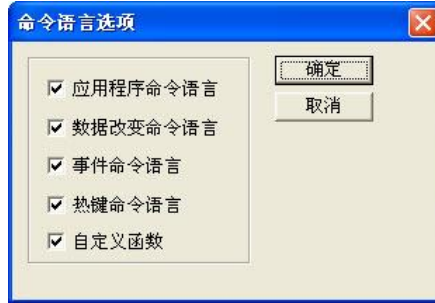 命令语言选项
应用程序命令语言
数据改变命令语言
事件命令语言
热键命令语言
自定义函数
确定
取消